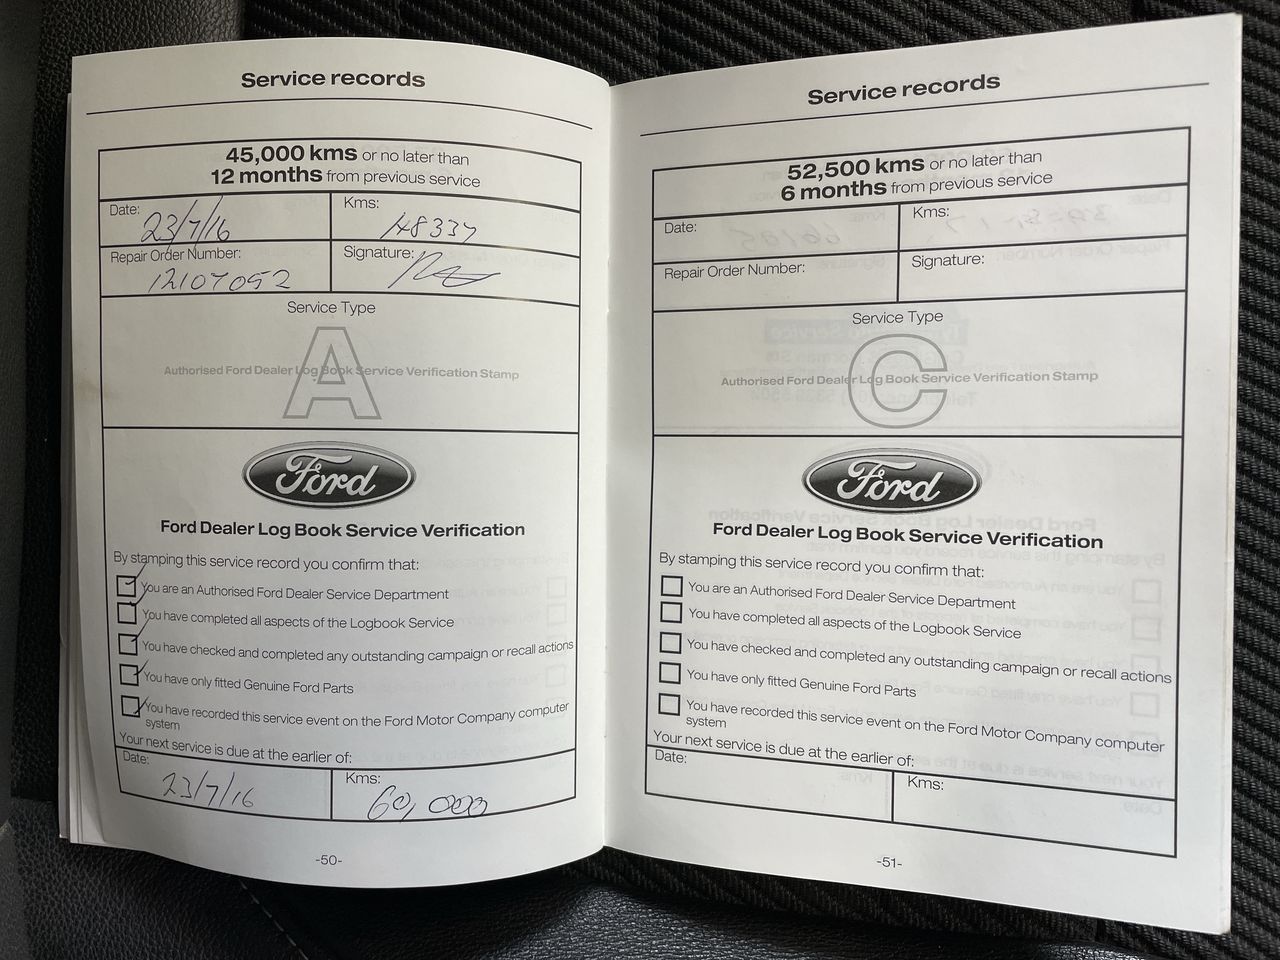 Service records
45,000 kms or no later than
12 months from previous service
Date: 23/7/16
Kms: 48337
Repair Order Number: 12107052
Signature:
Service Type
A
Authorised Ford Dealer Log Book Service Verification Stamp
Ford
Ford Dealer Log Book Service Verification
By stamping this service record you confirm that:
You are an Authorised Ford Dealer Service Department
You have completed all aspects of the Logbook Service
You have checked and completed any outstanding campaign or recall actions
You have only fitted Genuine Ford Parts
You have recorded this service event on the Ford Motor Company computer
system
Your next service is due at the earlier of:
Date: 23/7/16
Kms: 60,000
-50-
Service records
52,500 kms or no later than
6 months from previous service
Date:
Kms:
Repair Order Number:
Signature:
Service Type
C
Authorised Ford Dealer Log Book Service Verification Stamp
Ford
Ford Dealer Log Book Service Verification
By stamping this service record you confirm that:
You are an Authorised Ford Dealer Service Department
You have completed all aspects of the Logbook Service
You have checked and completed any outstanding campaign or recall actions
You have only fitted Genuine Ford Parts
You have recorded this service event on the Ford Motor Company computer
system
Your next service is due at the earlier of:
Date:
Kms:
-51-